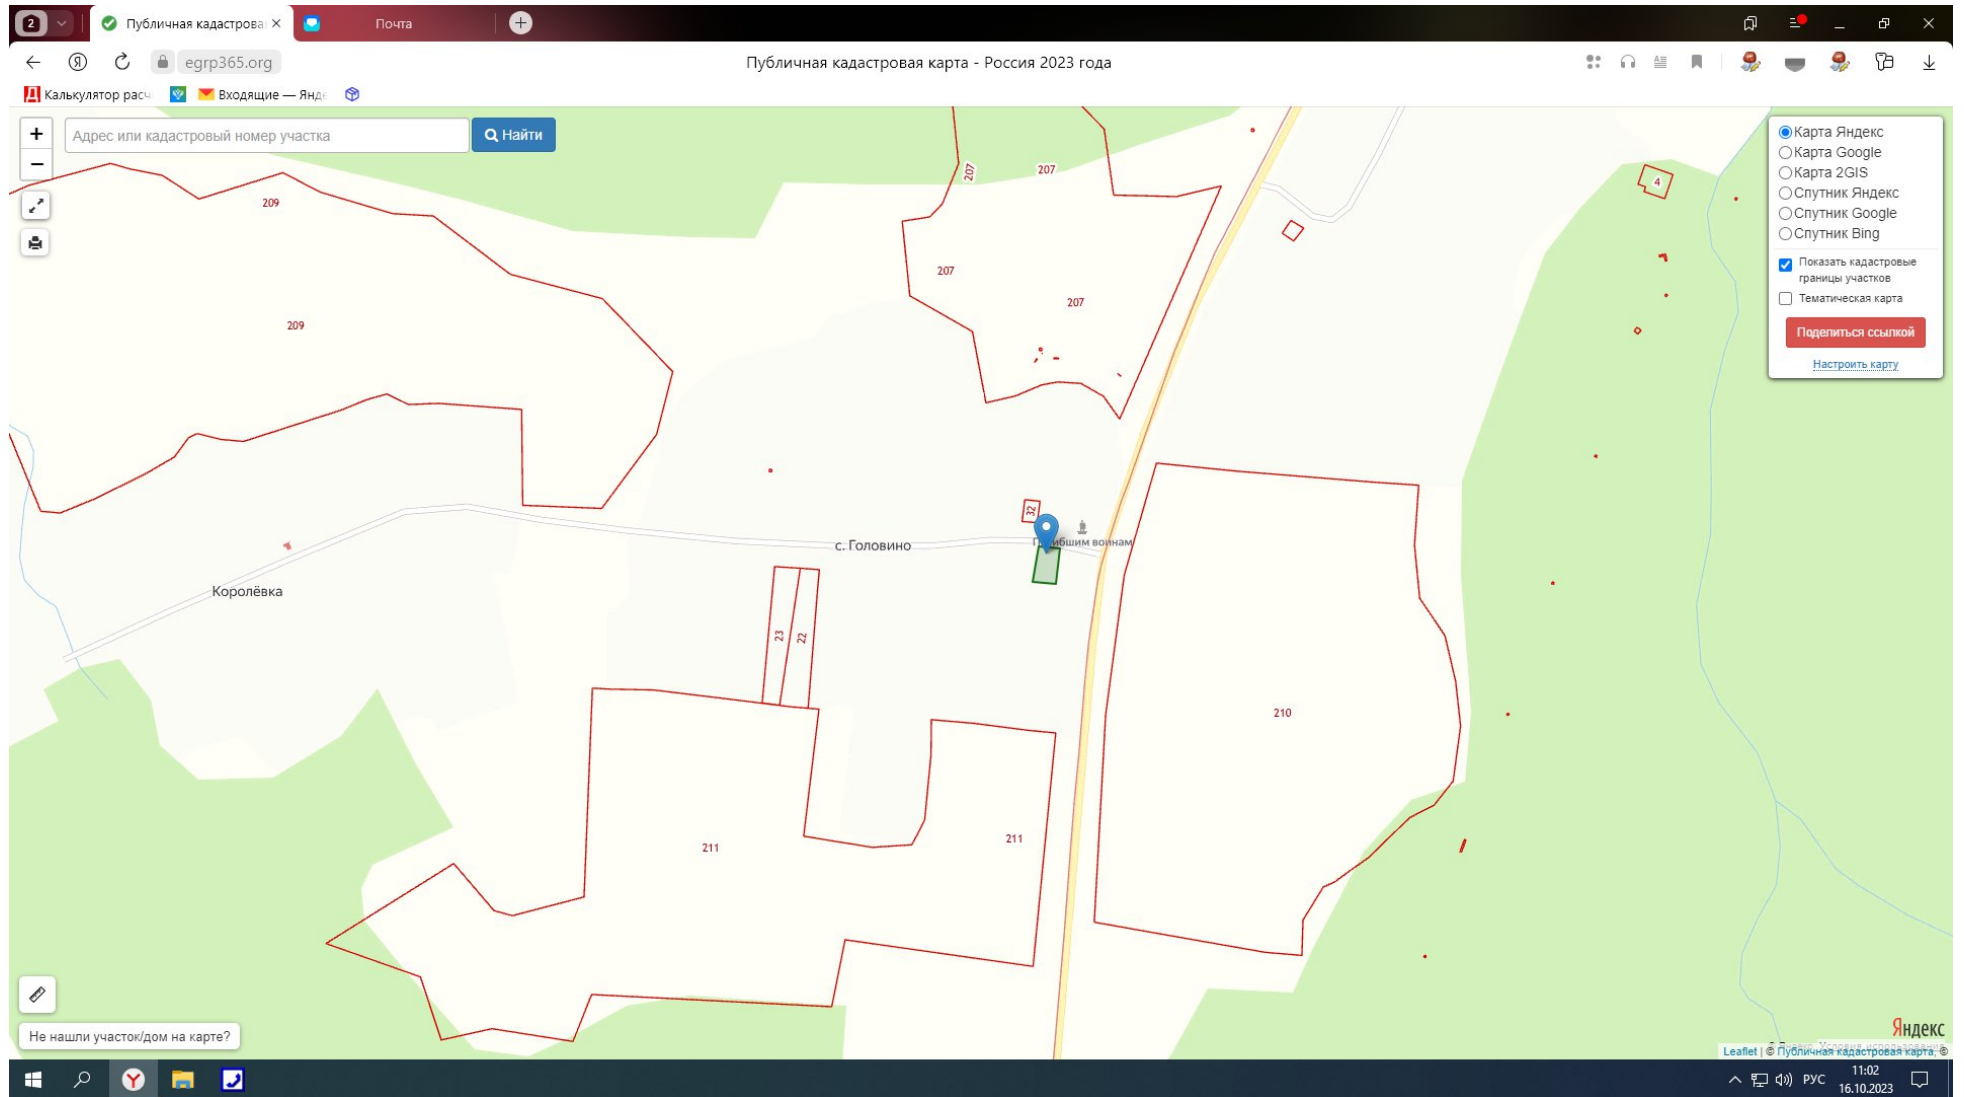 2
Публичная кадастрова
Почта
egrp365.org
Публичная кадастровая карта - Россия 2023 года
Калькулятор расч
Входящие — Янде
+
Адрес или кадастровый номер участка
Найти
−
Карта Яндекс
Карта Google
Карта 2GIS
Спутник Яндекс
Спутник Google
Спутник Bing
Показать кадастровые
границы участков
Тематическая карта
Поделиться ссылкой
Настроить карту
207
207
4
209
207
207
209
32
с. Головино
бшим воинам
Королёвка
23
22
210
211
211
Не нашли участок/дом на карте?
Яндекс
Leaflet | © Публичная кадастровая карта, ©
РУС
11:02
16.10.2023